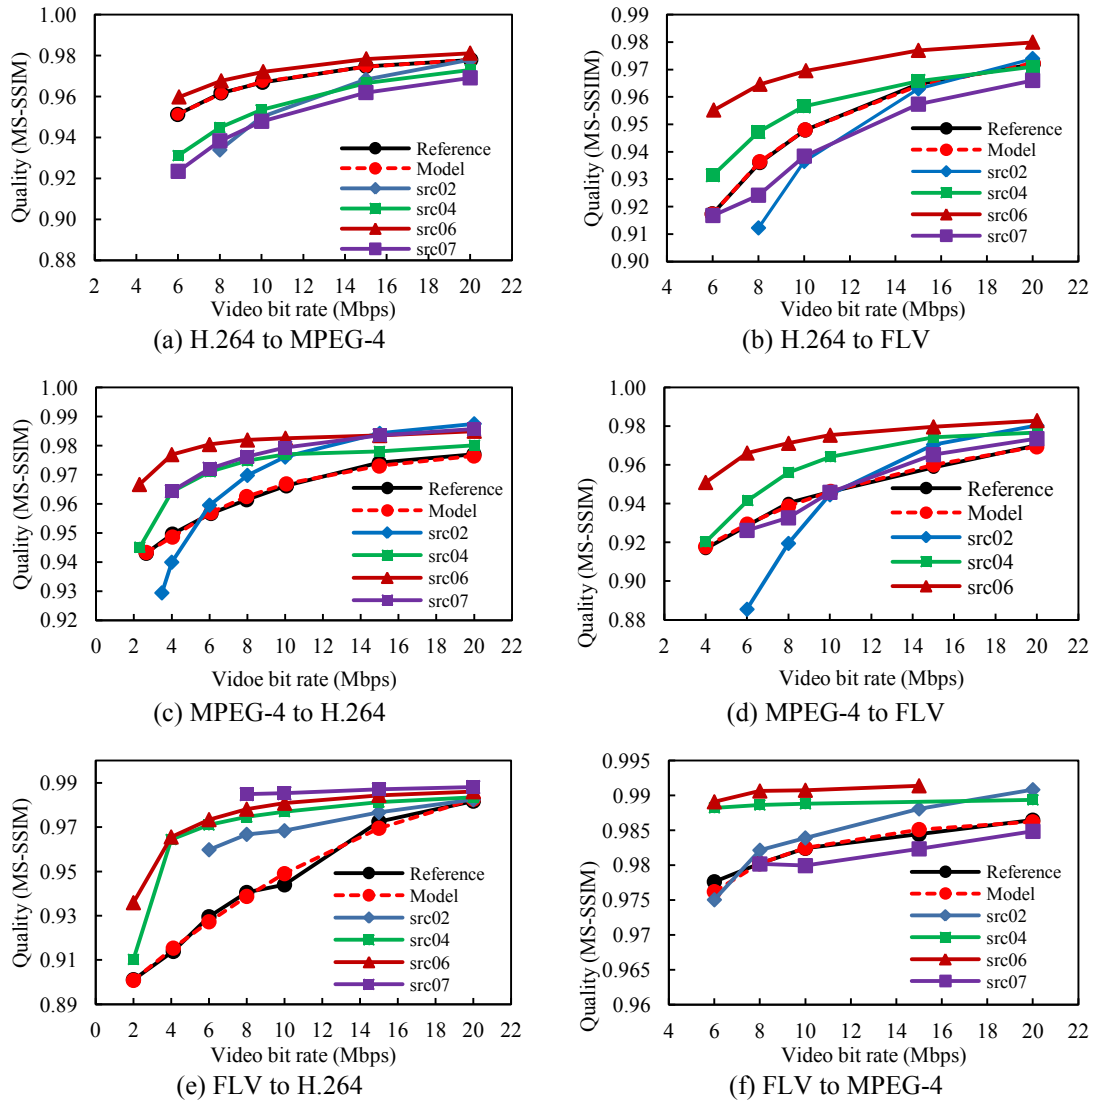 1.00
0.98
0.96
0.94
0.92
0.90
0.88
Quality (MS-SSIM)
Reference
Model
src02
src04
src06
src07
2 4 6 8 10 12 14 16 18 20 22
Video bit rate (Mbps)
(a) H.264 to MPEG-4
0.99
0.98
0.97
0.96
0.95
0.94
0.93
0.92
0.91
0.90
Quality (MS-SSIM)
Reference
Model
src02
src04
src06
src07
4 6 8 10 12 14 16 18 20 22
Video bit rate (Mbps)
(b) H.264 to FLV
1.00
0.99
0.98
0.97
0.96
0.95
0.94
0.93
0.92
Quality (MS-SSIM)
Reference
Model
src02
src04
src06
src07
0 2 4 6 8 10 12 14 16 18 20 22
Vidoe bit rate (Mbps)
(c) MPEG-4 to H.264
1.00
0.98
0.96
0.94
0.92
0.90
0.88
Quality (MS-SSIM)
Reference
Model
src02
src04
src06
2 4 6 8 10 12 14 16 18 20 22
Video bit rate (Mbps)
(d) MPEG-4 to FLV
0.99
0.97
0.95
0.93
0.91
0.89
Quality (MS-SSIM)
Reference
Model
src02
src04
src06
src07
0 2 4 6 8 10 12 14 16 18 20 22
Video bit rate (Mbps)
(e) FLV to H.264
0.995
0.99
0.985
0.98
0.975
0.97
0.965
0.96
Quality (MS-SSIM)
Reference
Model
src02
src04
src06
src07
4 6 8 10 12 14 16 18 20 22
Video bit rate (Mbps)
(f) FLV to MPEG-4